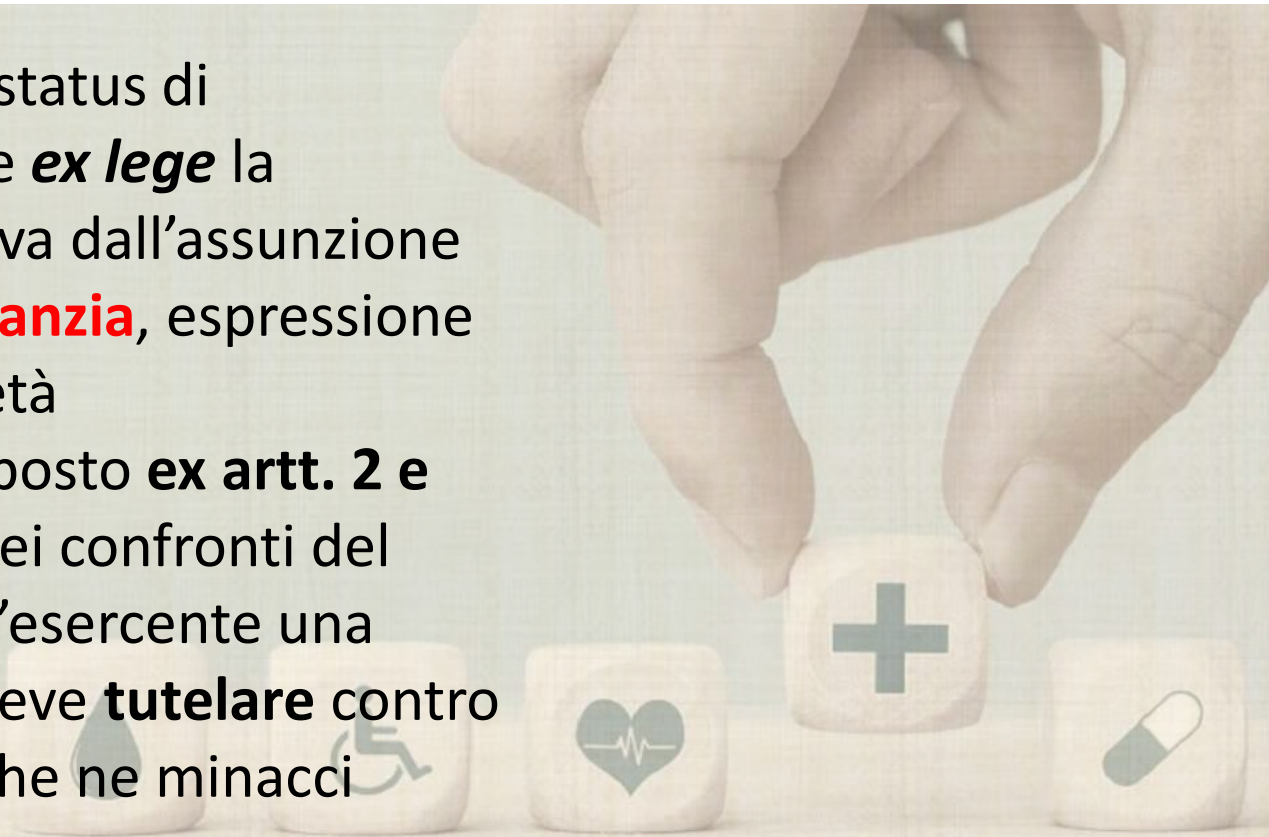 status di
e ex lege la
va dall’assunzione
anzia, espressione
età
posto ex artt. 2 e
ei confronti del
’esercente una
eve tutelare contro
he ne minacci